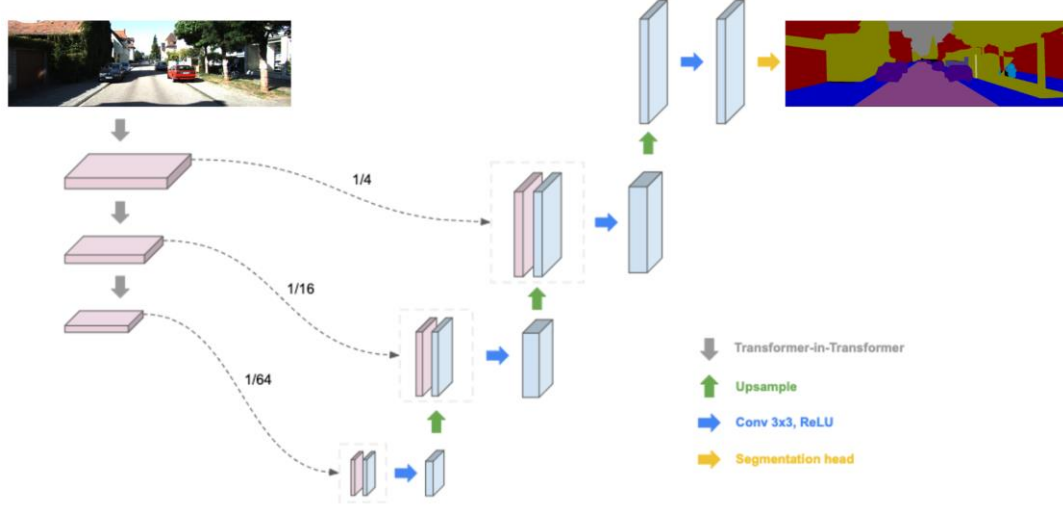 1/4
1/16
1/64
Transformer-in-Transformer
Upsample
Conv 3x3, ReLU
Segmentation head